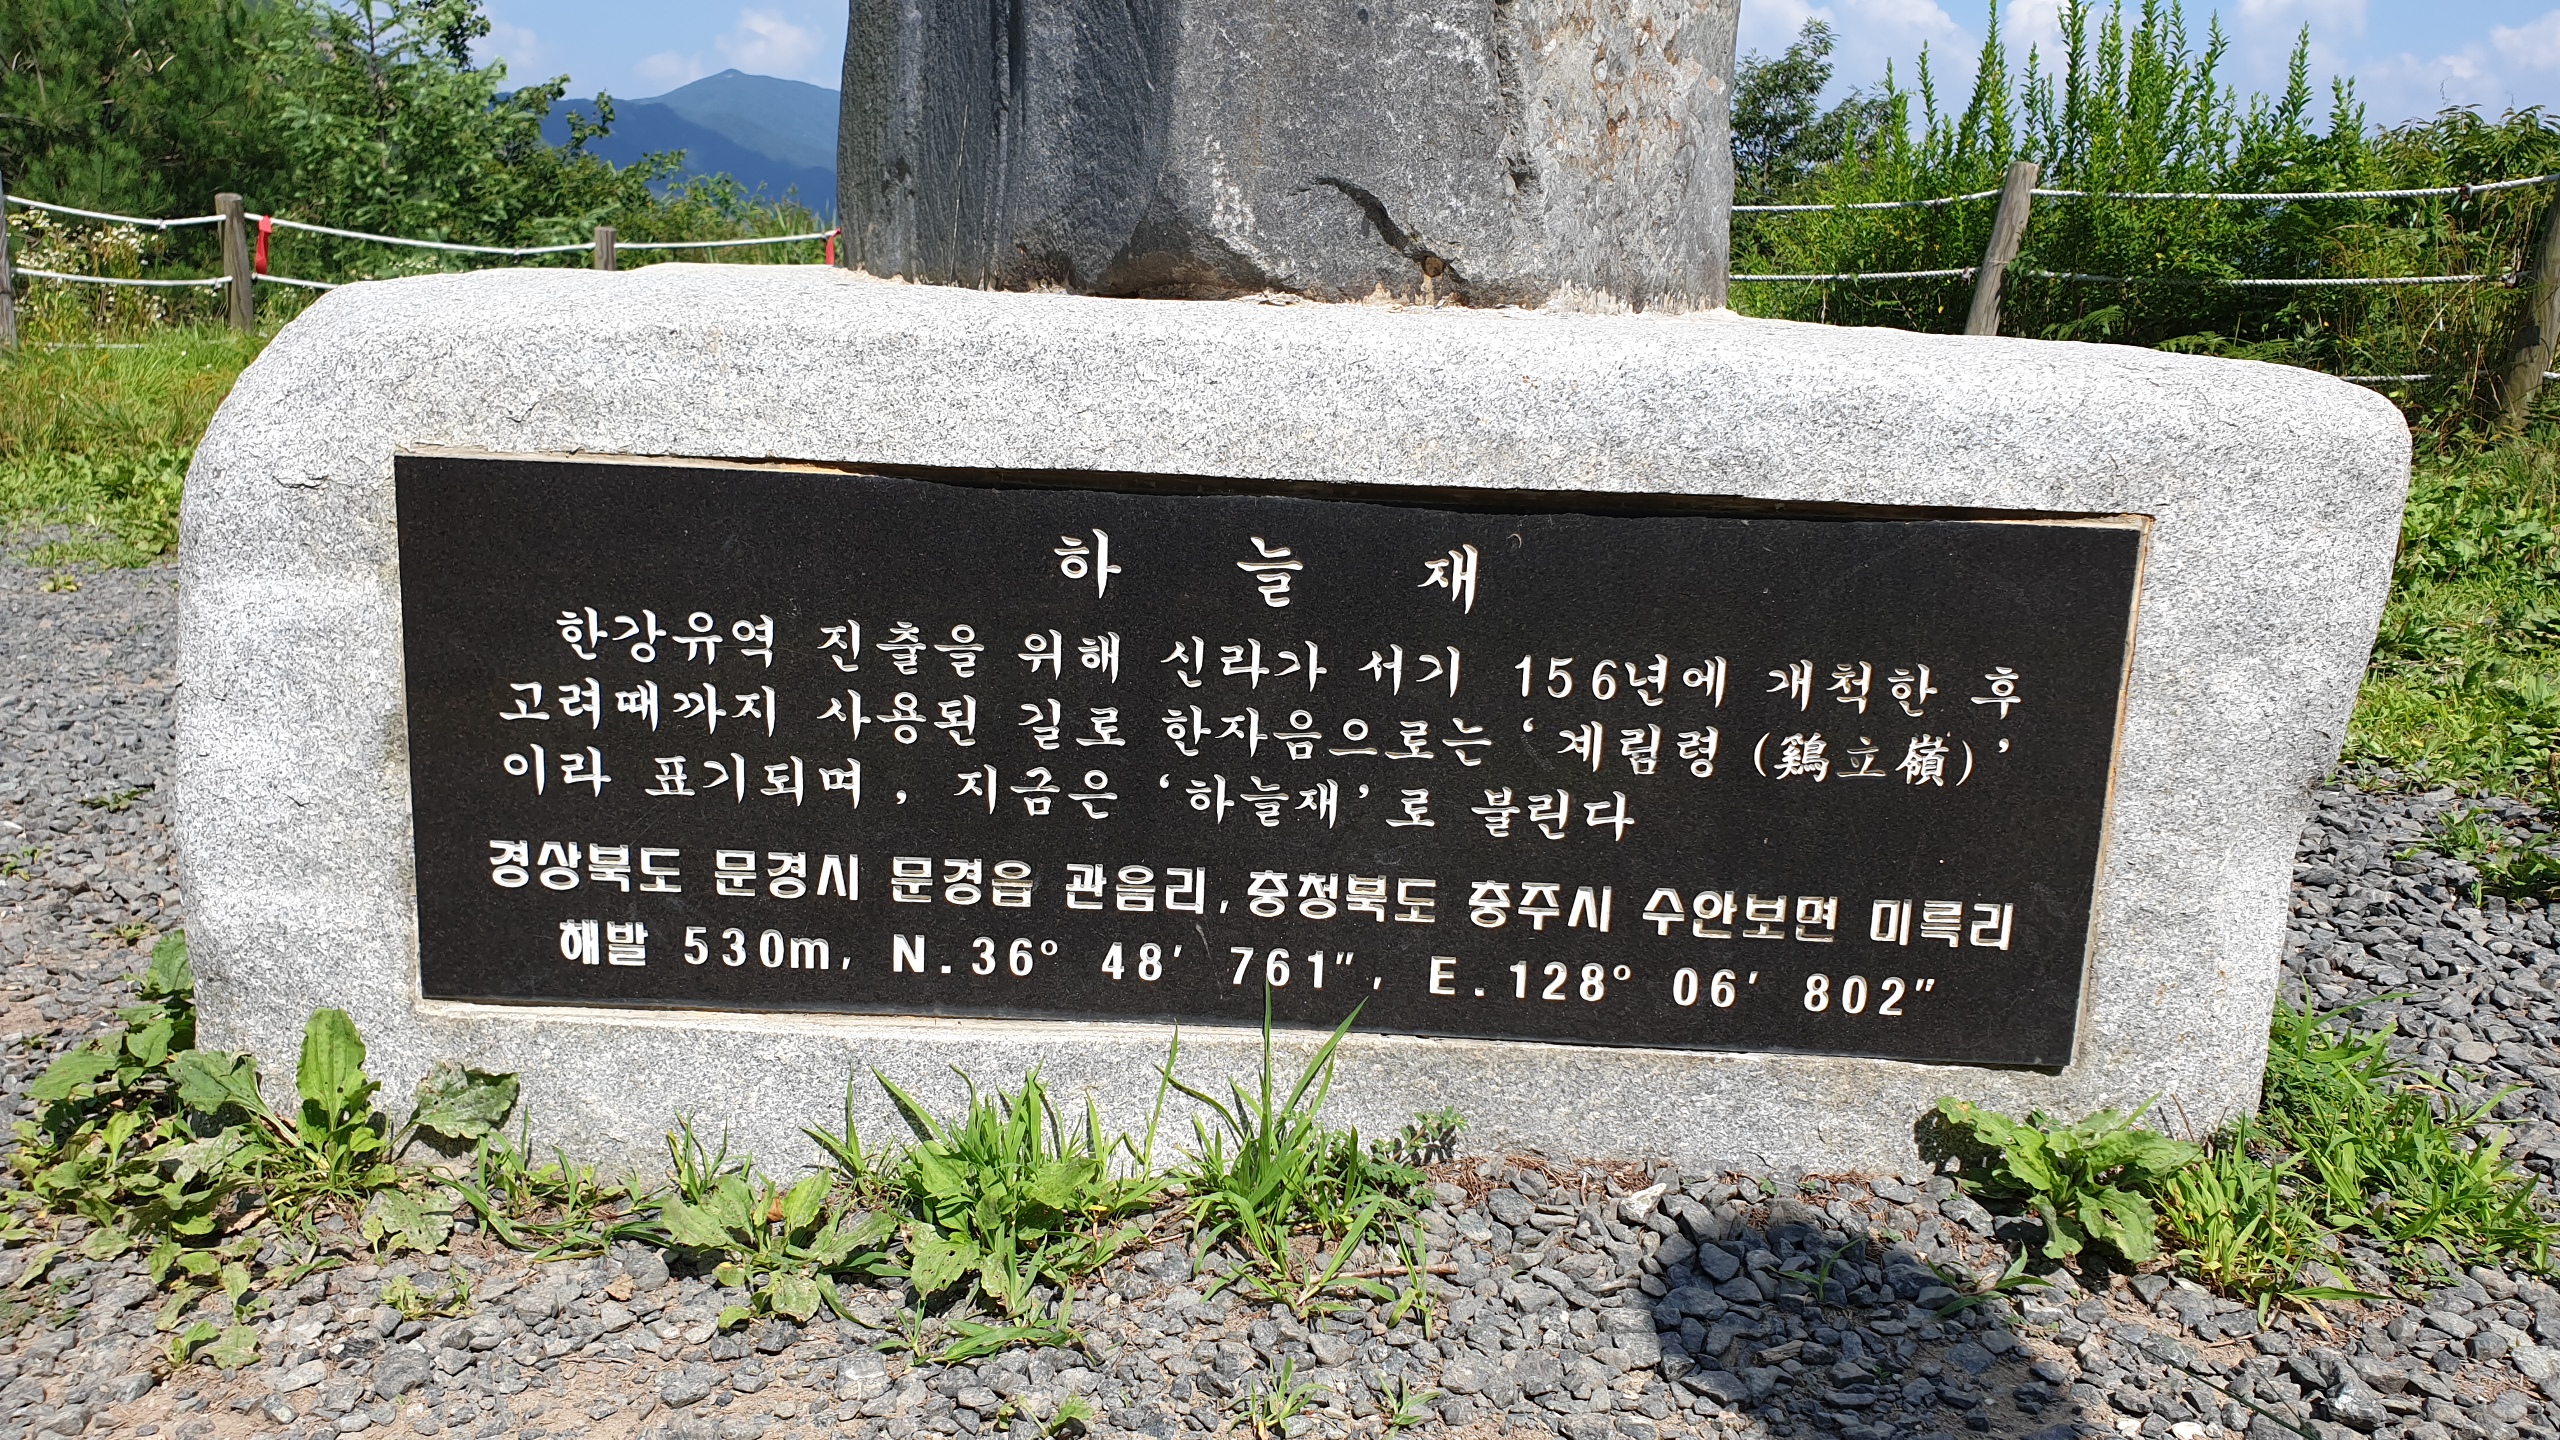 하늘재
한강유역 진출을 위해 신라가 서기 156년에 개척한 후
고려때까지 사용된 길로 한자음으로는 ‘계림령 (鷄立嶺)’
이라 표기되며, 지금은 ‘하늘재’로 불린다
경상북도 문경시 문경읍 관음리, 충청북도 충주시 수안보면 미륵리
해발 530m, N.36° 48′ 761″, E.128° 06′ 802″